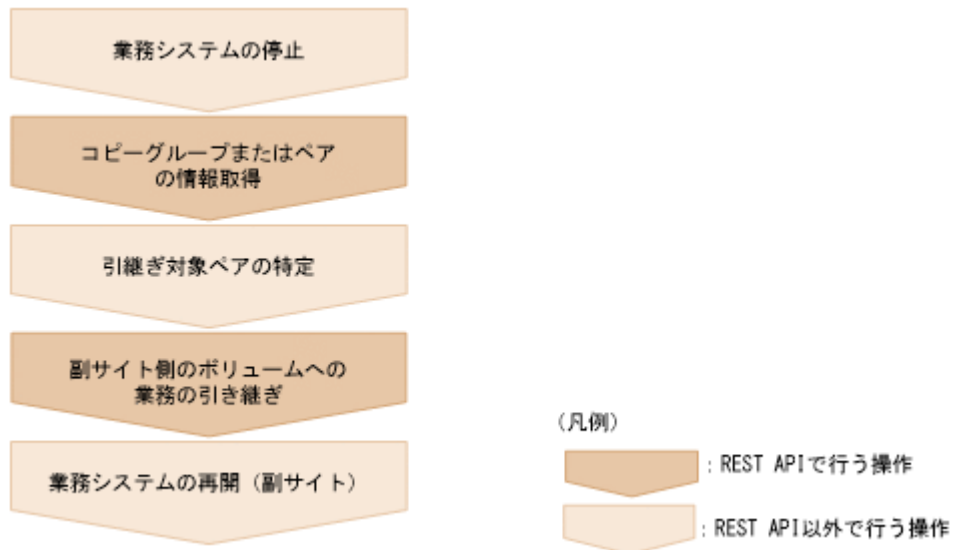 業務システムの停止
コピーグループまたはペア
の情報取得
引継ぎ対象ペアの特定
副サイト側のボリュームへの
業務の引き継ぎ
業務システムの再開（副サイト）
（凡例）
：REST APIで行う操作
：REST API以外で行う操作